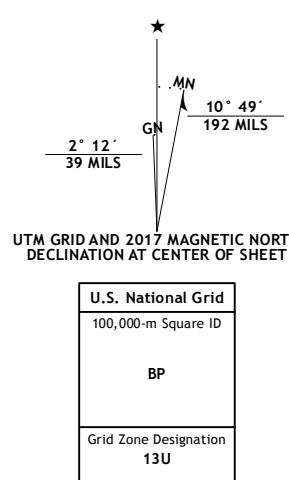 ★
MN
10° 49´
192 MILS
GN
2° 12´
39 MILS
UTM GRID AND 2017 MAGNETIC NORT
DECLINATION AT CENTER OF SHEET
U.S. National Grid
100,000-m Square ID
BP
Grid Zone Designation
13U